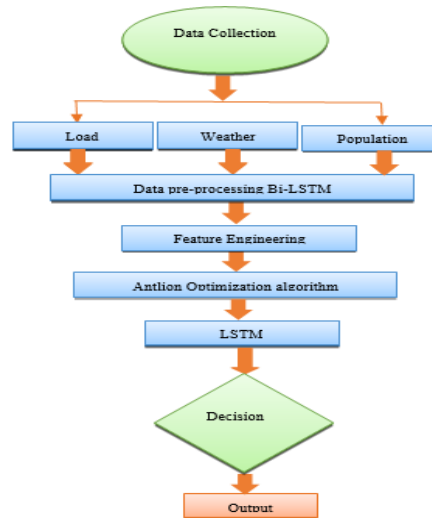 Data Collection
Load
Weather
Population
Data pre-processing Bi-LSTM
Feature Engineering
Antlion Optimization algorithm
LSTM
Decision
Output